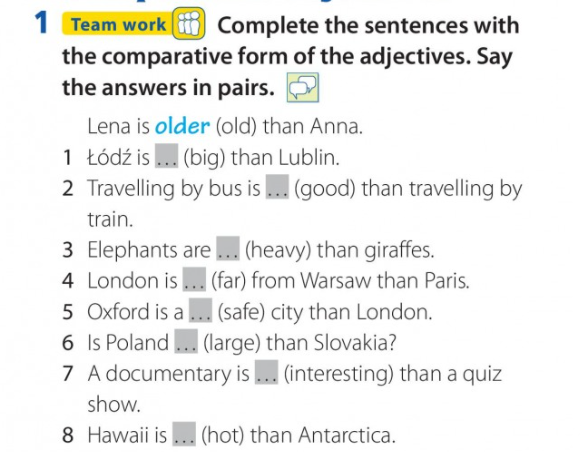 1 Team work Complete the sentences with
the comparative form of the adjectives. Say
the answers in pairs.
Lena is older (old) than Anna.
1 Łódź is ... (big) than Lublin.
2 Travelling by bus is ... (good) than travelling by
train.
3 Elephants are ... (heavy) than giraffes.
4 London is ... (far) from Warsaw than Paris.
5 Oxford is a ... (safe) city than London.
6 Is Poland ... (large) than Slovakia?
7 A documentary is ... (interesting) than a quiz
show.
8 Hawaii is ... (hot) than Antarctica.